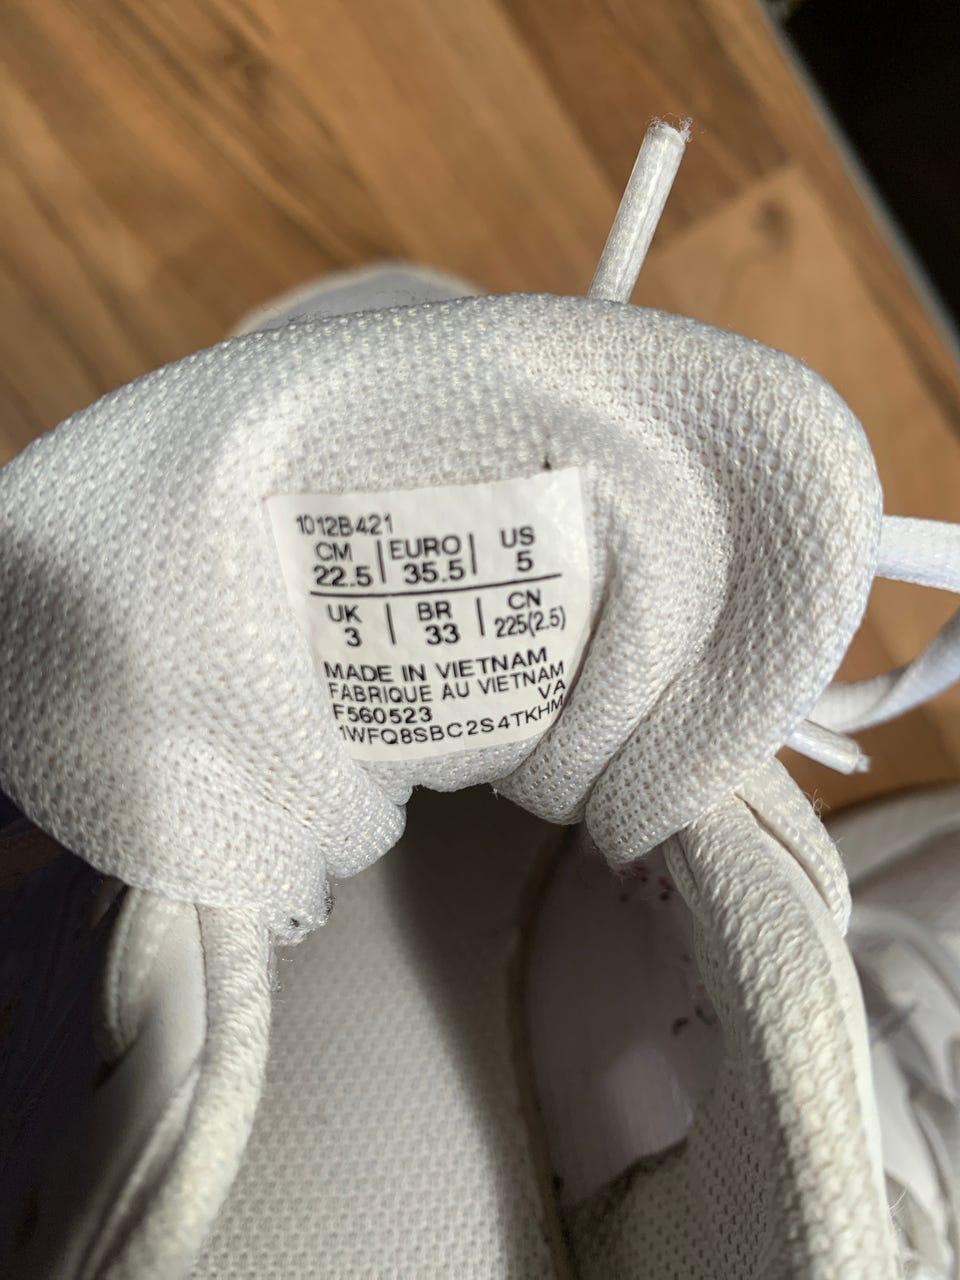 1012B421
CM | EURO | US
22.5 | 35.5 | 5
UK | BR | CN
3 | 33 | 225(2.5)
MADE IN VIETNAM
FABRIQUE AU VIETNAM
VA
F560523
1WFQ8SBC2S4TKHM